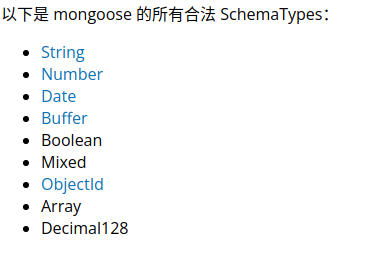 以下是 mongoose 的所有合法 SchemaTypes：
String
Number
Date
Buffer
Boolean
Mixed
ObjectId
Array
Decimal128